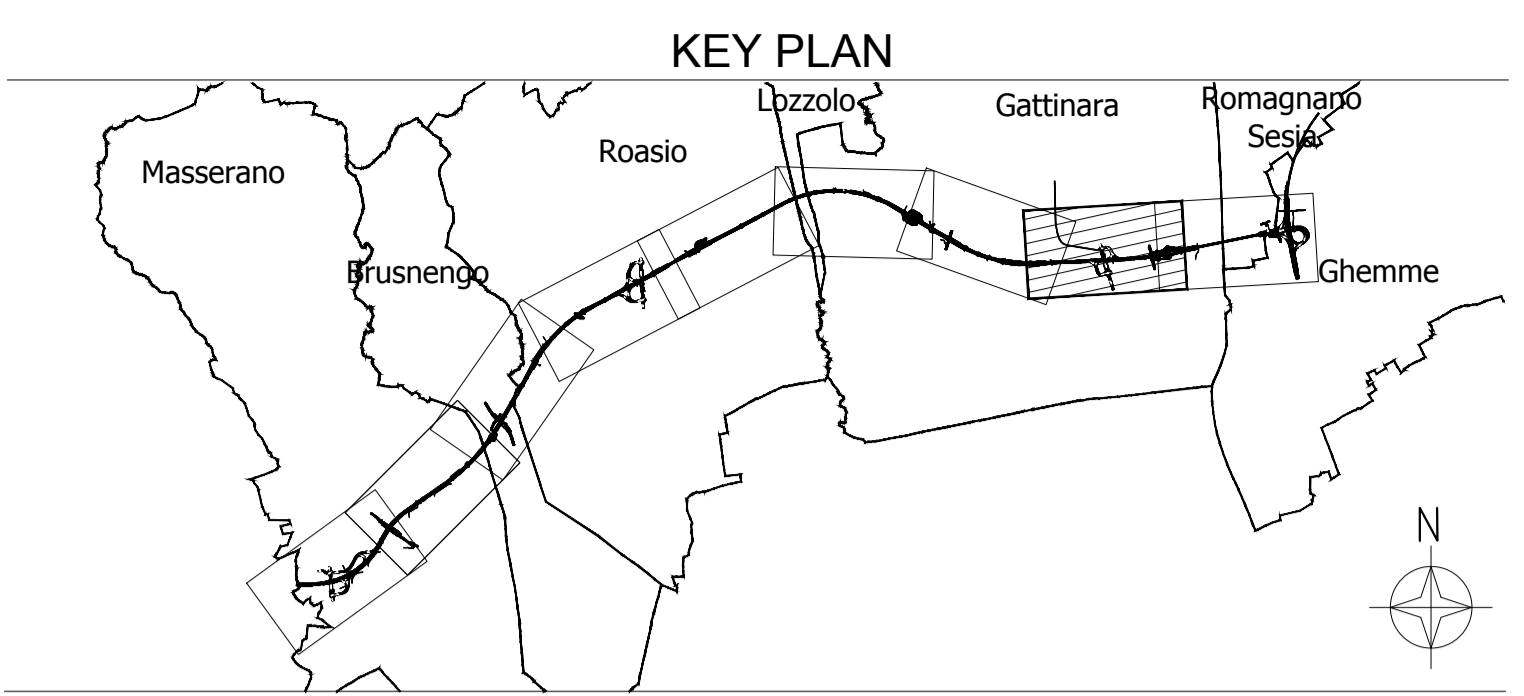 KEY PLAN
Lozzolo
Gattinara
Romagnano
Sesia
Roasio
Masserano
Brusnengo
Ghemme
N